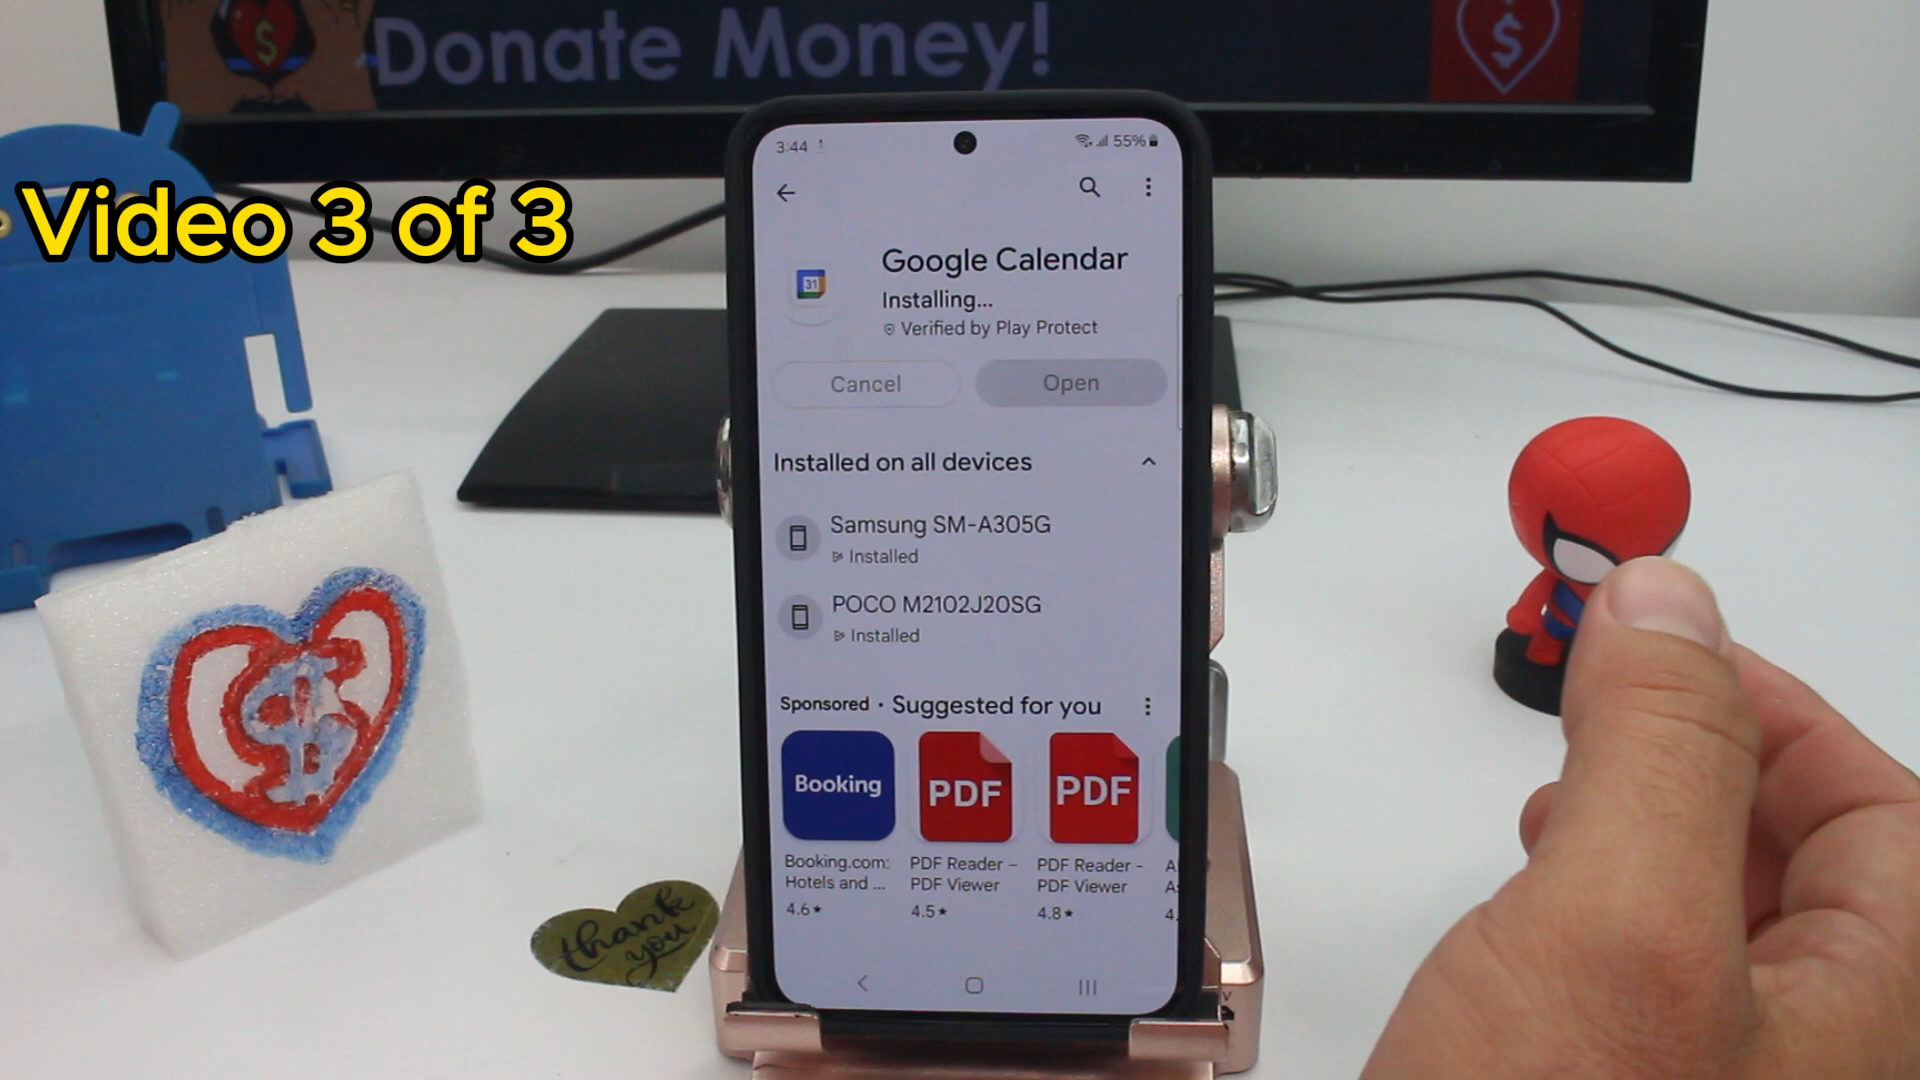 Donate Money!
$
$
Video 3 of 3
3:44
55%
Google Calendar
31
Installing...
Verified by Play Protect
Cancel
Open
Installed on all devices
Samsung SM-A305G
Installed
POCO M2102J20SG
Installed
Sponsored · Suggested for you
Booking
PDF
PDF
Booking.com:
Hotels and ...
PDF Reader –
PDF Viewer
PDF Reader -
PDF Viewer
4.6★
4.5★
4.8★
4.
$
thank
you